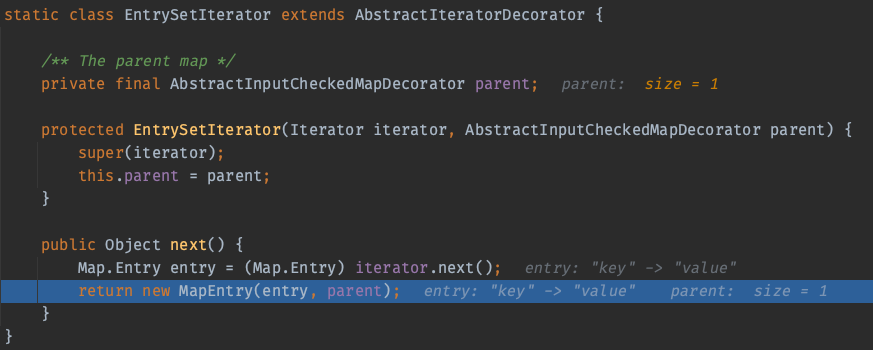 static class EntrySetIterator extends AbstractIteratorDecorator {
/** The parent map */
private final AbstractInputCheckedMapDecorator parent; parent: size = 1
protected EntrySetIterator(Iterator iterator, AbstractInputCheckedMapDecorator parent) {
super(iterator);
this.parent = parent;
}
public Object next() {
Map.Entry entry = (Map.Entry) iterator.next(); entry: "key" -> "value"
return new MapEntry(entry, parent); entry: "key" -> "value" parent: size = 1
}
}